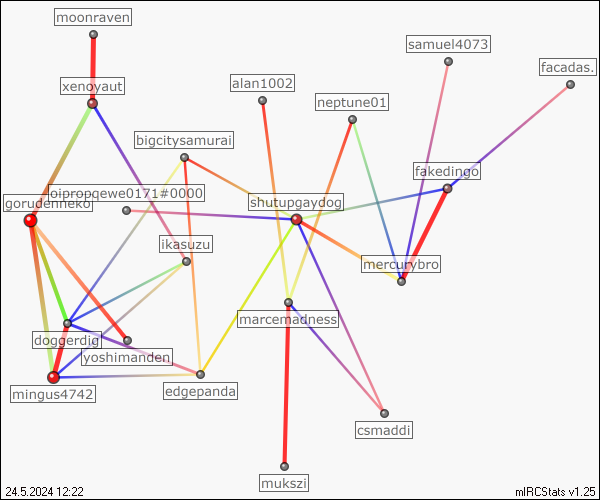 moonraven
samuel4073
facadas.
xenoyaut
alan1002
neptune01
bigcitysamurai
fakedingo
oipropqewe0171#0000
gorudenneko
shutupgaydog
ikasuzu
mercurybro
marcemadness
doggerdig
yoshimanden
mingus4742
edgepanda
csmaddi
mukszi
24.5.2024 12:22
mIRCStats v1.25